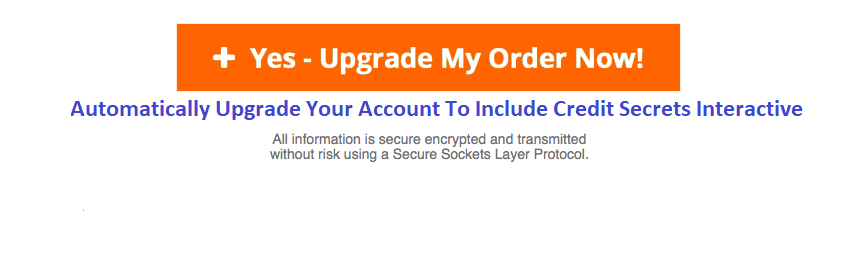 + Yes - Upgrade My Order Now!
Automatically Upgrade Your Account To Include Credit Secrets Interactive
All information is secure encrypted and transmitted
without risk using a Secure Sockets Layer Protocol.